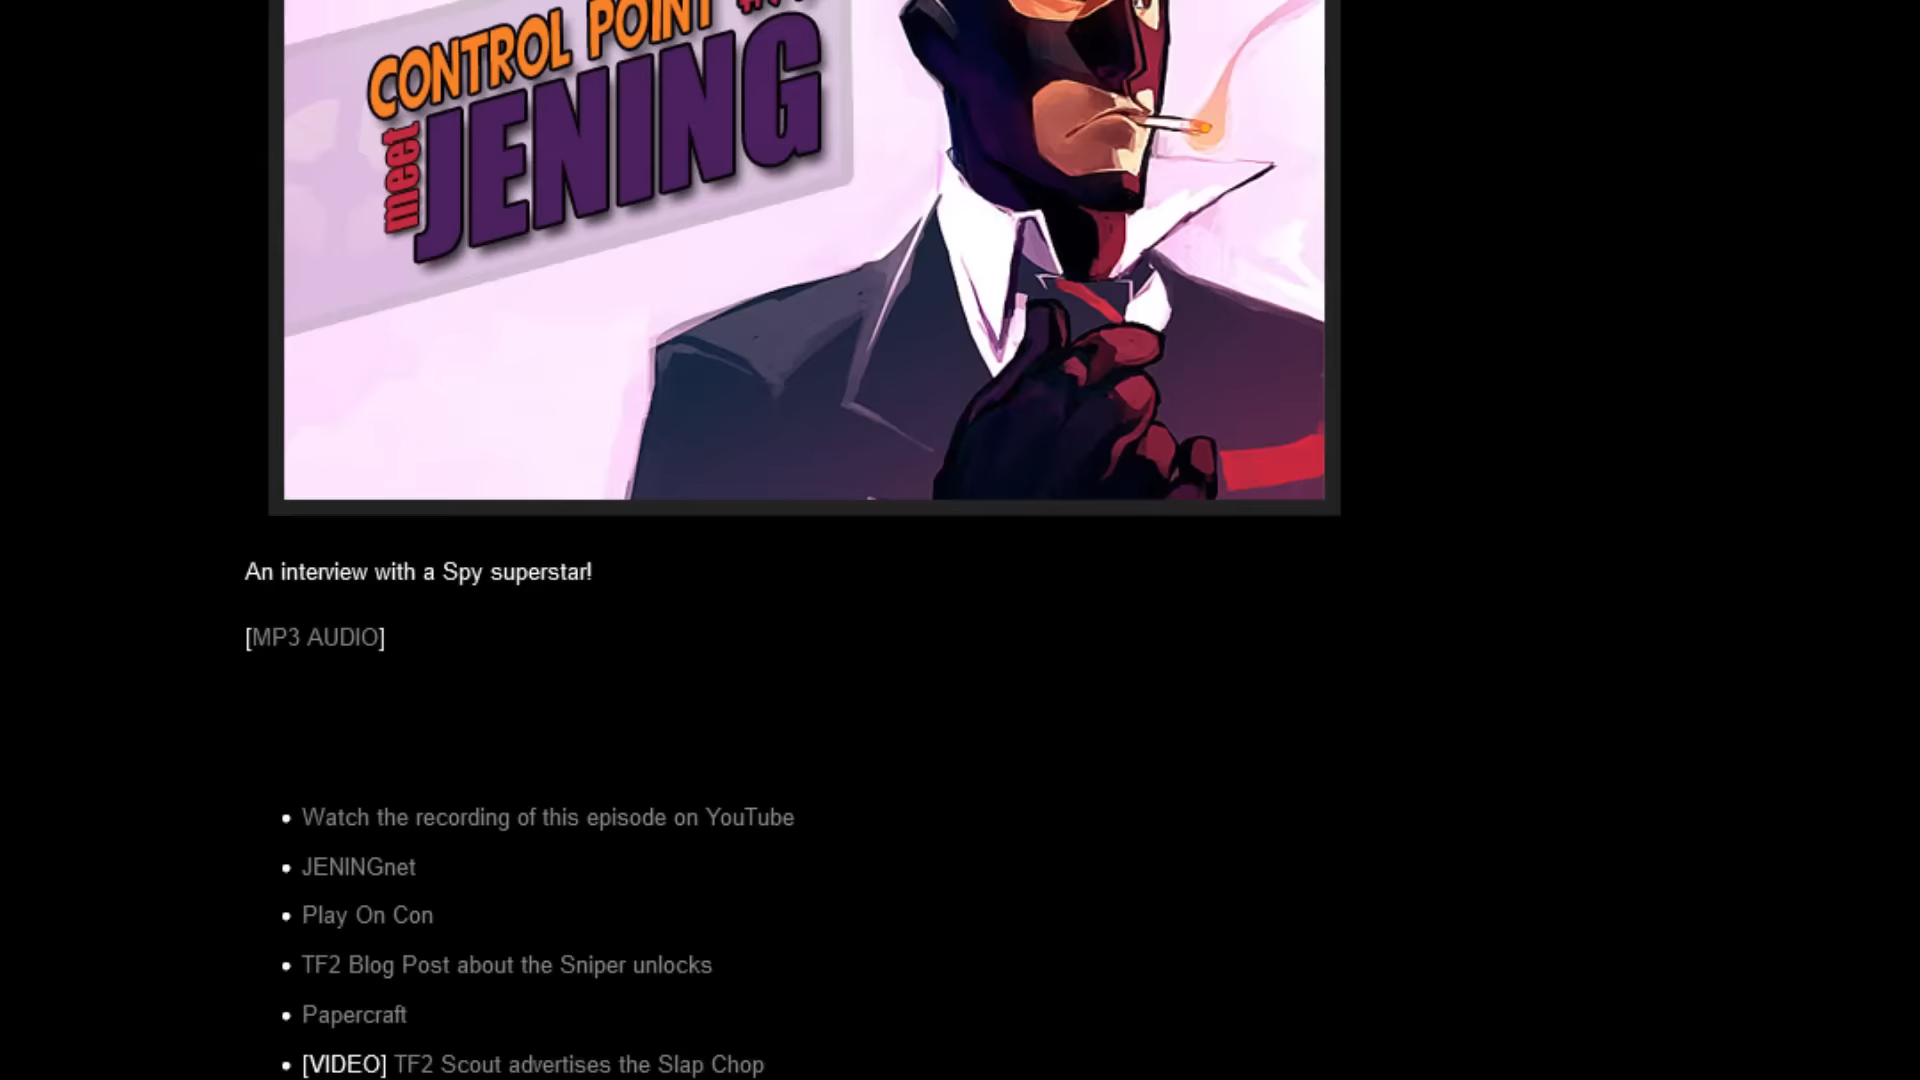 CONTROL POINT
meet
JENING
An interview with a Spy superstar!
[MP3 AUDIO]
Watch the recording of this episode on YouTube
JENINGnet
Play On Con
TF2 Blog Post about the Sniper unlocks
Papercraft
[VIDEO] TF2 Scout advertises the Slap Chop